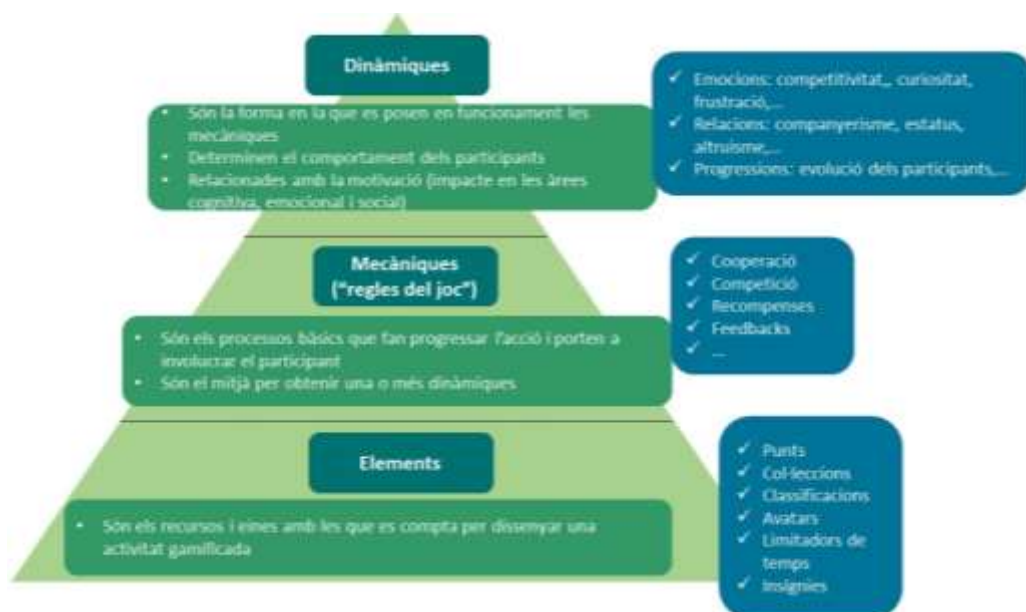 Dinàmiques
• Són la forma en la que es posen en funcionament les
mecàniques
• Determinen el comportament dels participants
• Relacionades amb la motivació (impacte en les àrees
cognitiva, emocional i social)
✓ Emocions: competitivitat,, curiositat,
frustració,...
✓ Relacions: companyerisme, estatus,
altruisme,...
✓ Progressions: evolució dels participants,...
Mecàniques
("regles del joc")
• Són els processos bàsics que fan progressar l'acció i porten a
involucrar el participant
• Són el mitjà per obtenir una o més dinàmiques
✓ Cooperació
✓ Competició
✓ Recompenses
✓ Feedbacks
✓ ...
Elements
• Són els recursos i eines amb les que es compta per dissenyar una
activitat gamificada
✓ Punts
✓ Col·leccions
✓ Classificacions
✓ Avatars
✓ Limitadors de
temps
✓ Insígnies